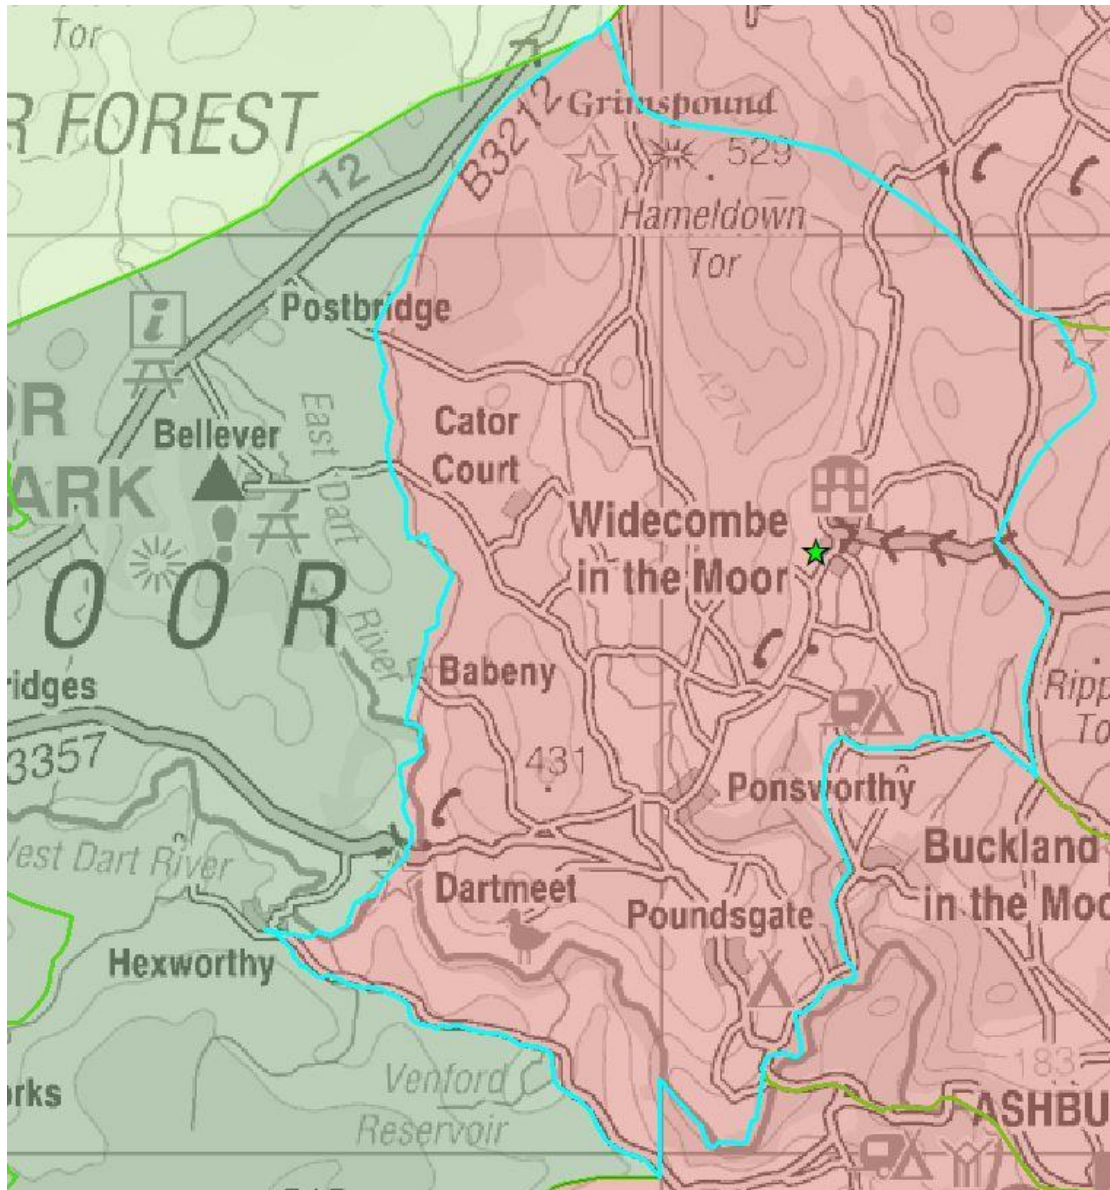 Tor
R FOREST
12
B3212
Grimspound
529
Hameldown
Tor
i
Postbridge
OR
ARK
Bellever
East Dart
River
Cator
Court
427
Widecombe
in the Moor
OOR
ridges
Babeny
3357
431
Ripp
To
Ponsworthy
West Dart River
Dartmeet
Buckland
in the Moo
Poundsgate
Hexworthy
183
orks
Venford
Reservoir
ASHBU